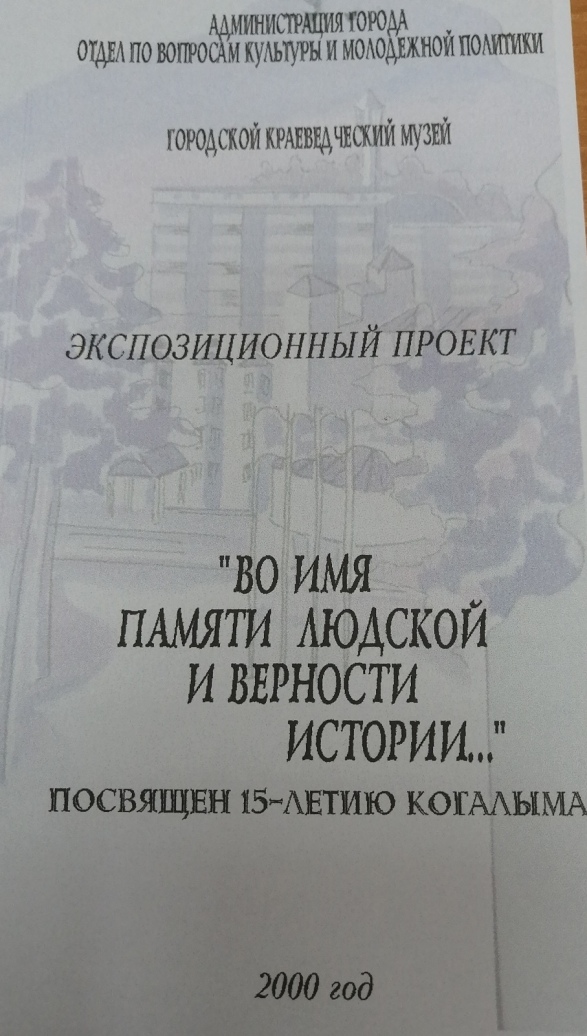 АДМИНИСТРАЦИЯ ГОРОДА
ОТДЕЛ ПО ВОПРОСАМ КУЛЬТУРЫ И МОЛОДЕЖНОЙ ПОЛИТИКИ
ГОРОДСКОЙ КРАЕВЕДЧЕСКИЙ МУЗЕЙ
ЭКСПОЗИЦИОННЫЙ ПРОЕКТ
"ВО ИМЯ
ПАМЯТИ ЛЮДСКОЙ
И ВЕРНОСТИ
ИСТОРИИ..."
ПОСВЯЩЕН 15-ЛЕТИЮ КОГАЛЫМА
2000 год